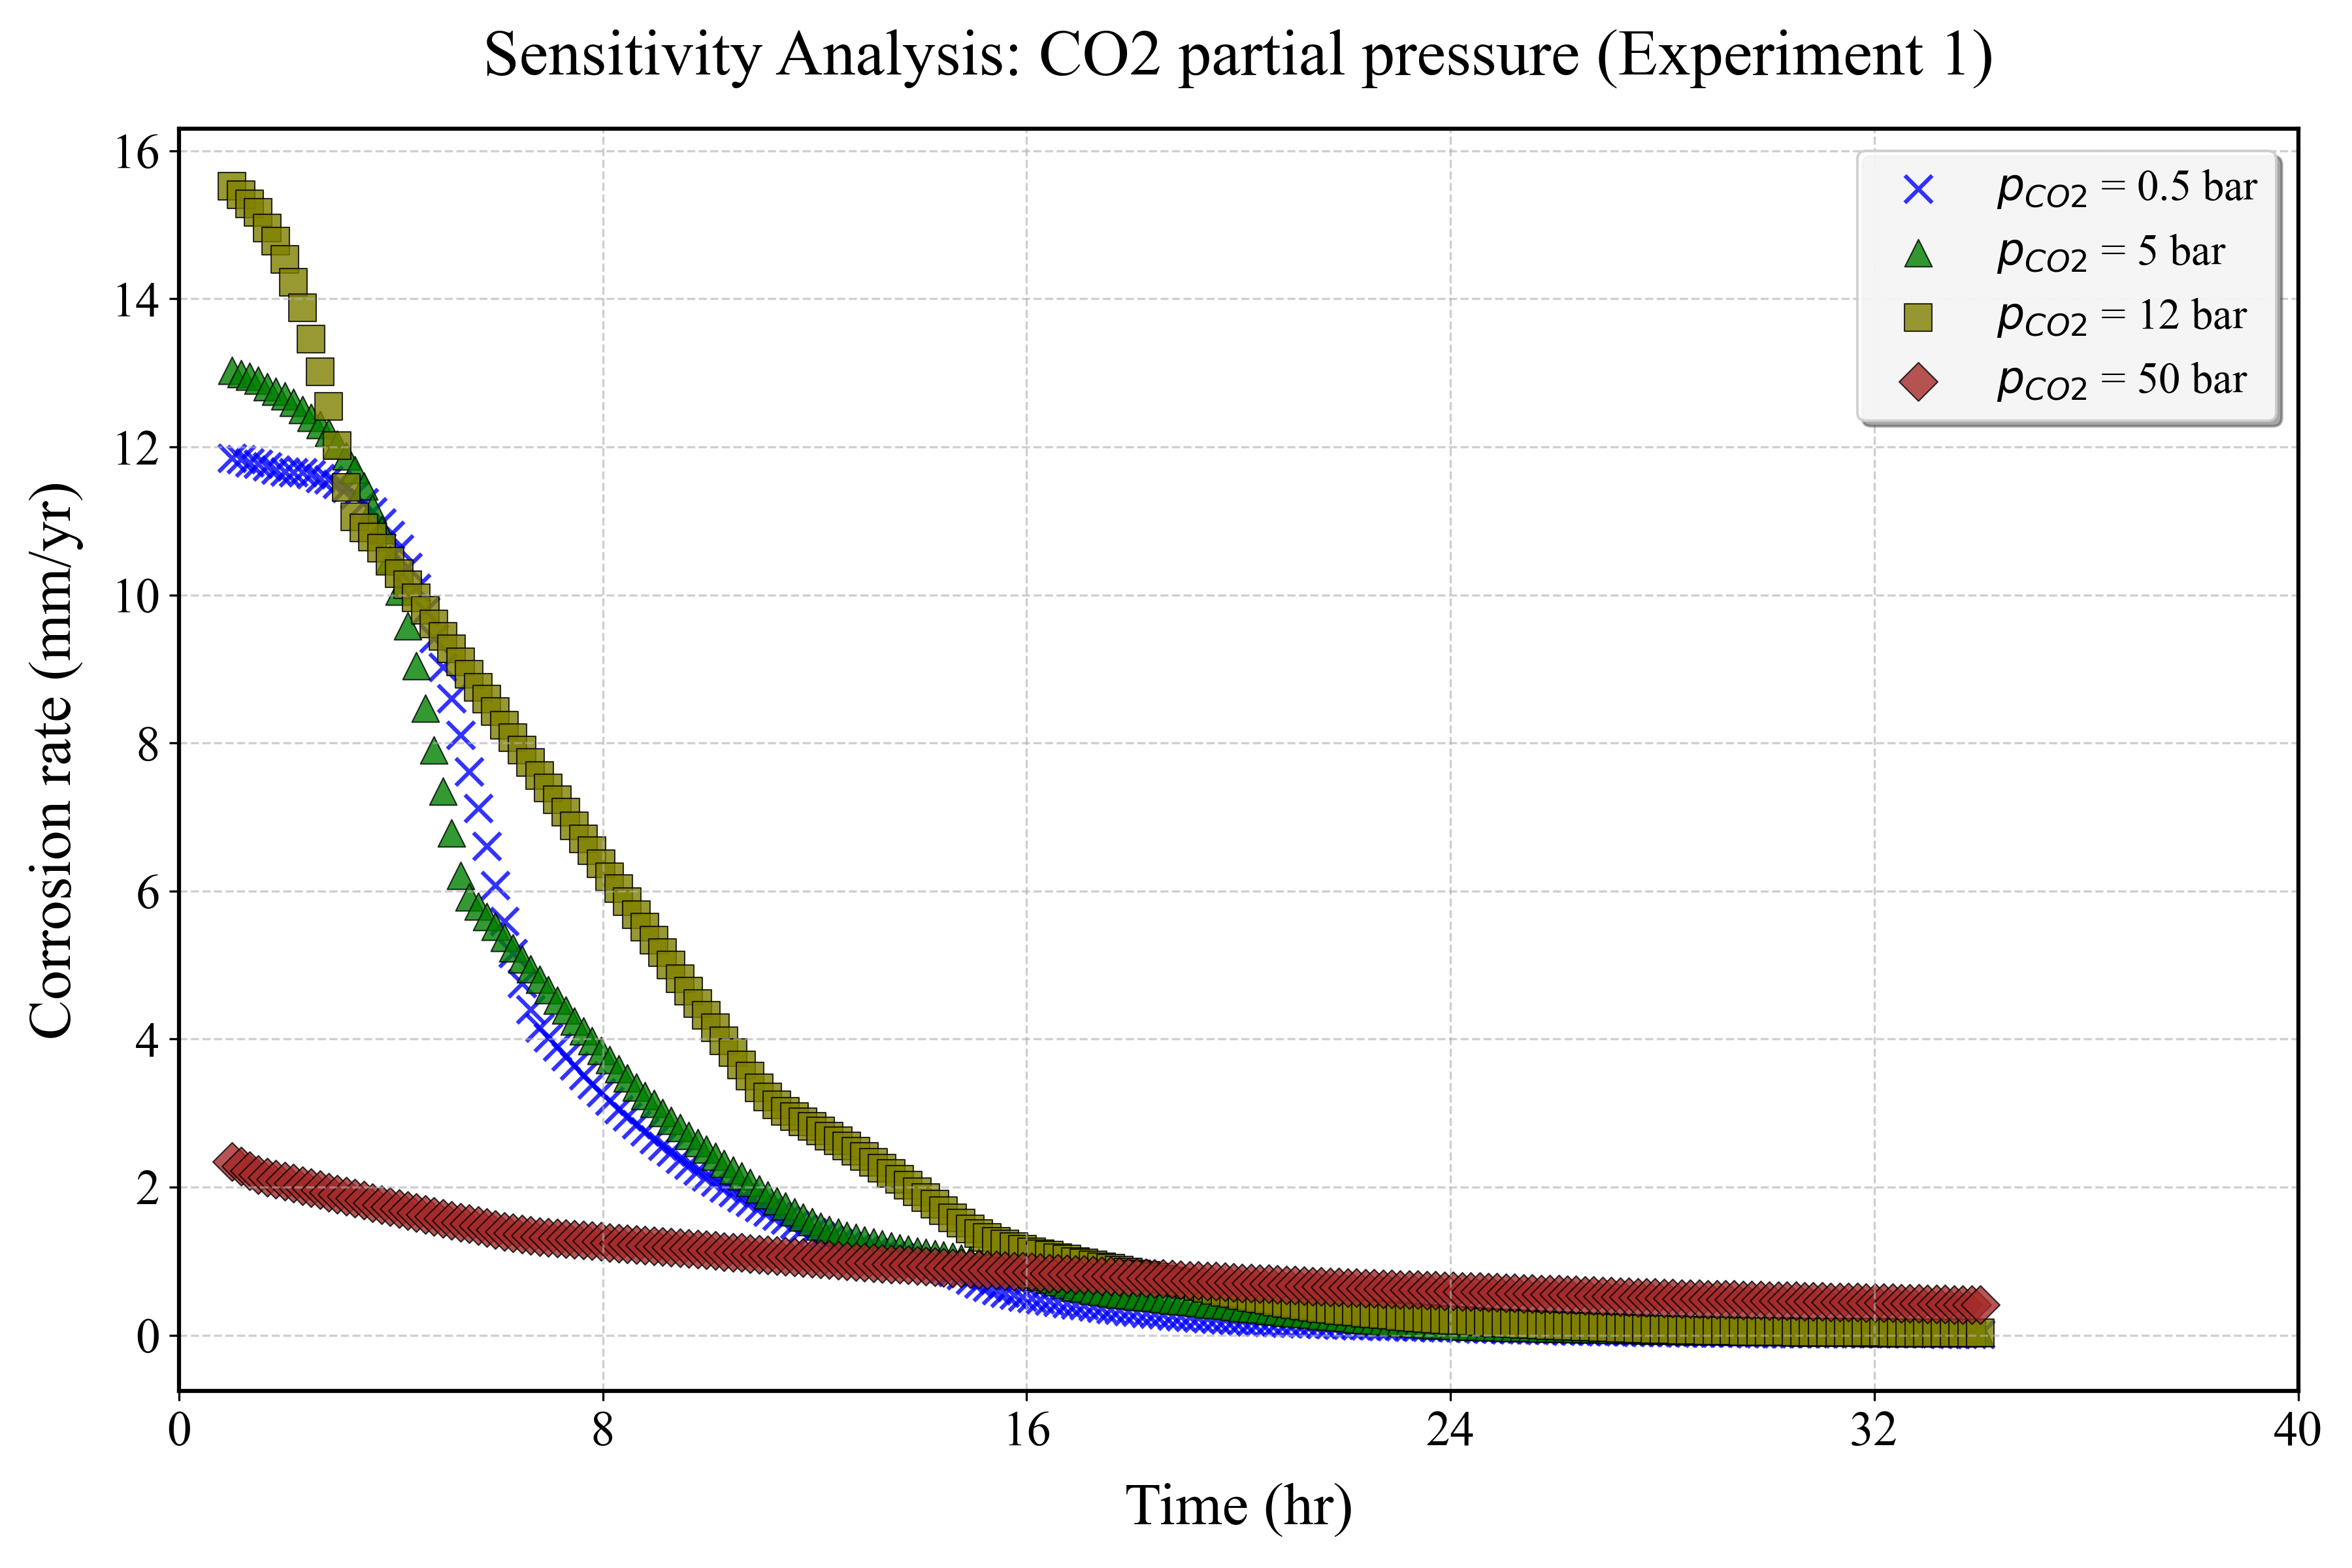 Sensitivity Analysis: CO2 partial pressure (Experiment 1)
16
14
12
10
8
6
4
2
0
Corrosion rate (mm/yr)
p_CO2 = 0.5 bar
p_CO2 = 5 bar
p_CO2 = 12 bar
p_CO2 = 50 bar
0 8 16 24 32 40
Time (hr)